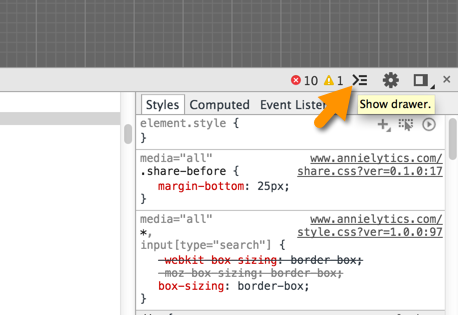 10 1
Show drawer.
Styles Computed Event Listen
element.style {
}
media="all" www.annielytics.com/
.share-before { share.css?ver=0.1.0:17
margin-bottom: 25px;
}
media="all" www.annielytics.com/
*, style.css?ver=1.0.0:97
input[type="search"] {
-webkit-box-sizing: border-box;
-moz-box-sizing: border-box;
box-sizing: border-box;
}